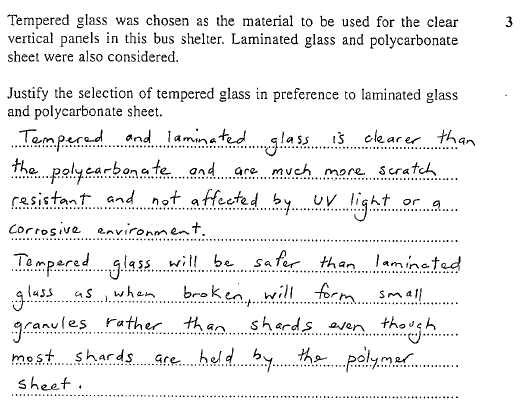 Tempered glass was chosen as the material to be used for the clear 3
vertical panels in this bus shelter. Laminated glass and polycarbonate
sheet were also considered.
Justify the selection of tempered glass in preference to laminated glass
and polycarbonate sheet.
Tempered and laminated glass is clearer than
the polycarbonate and are much more scratch
resistant and not affected by UV light or a
corrosive environment.
Tempered glass will be safer than laminated
glass as, when broken, will form small
granules rather than shards even though
most shards are held by the polymer
sheet.